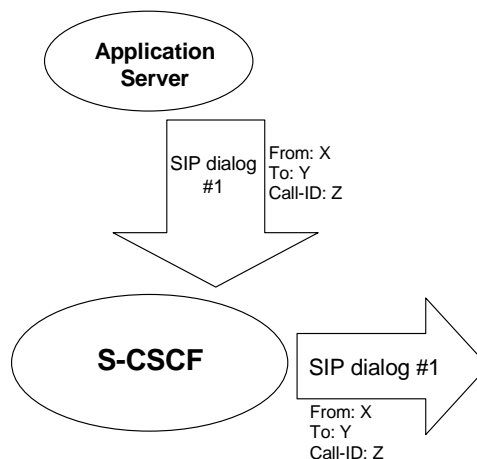 Application
Server
SIP dialog
#1
From: X
To: Y
Call-ID: Z
S-CSCF
SIP dialog #1
From: X
To: Y
Call-ID: Z